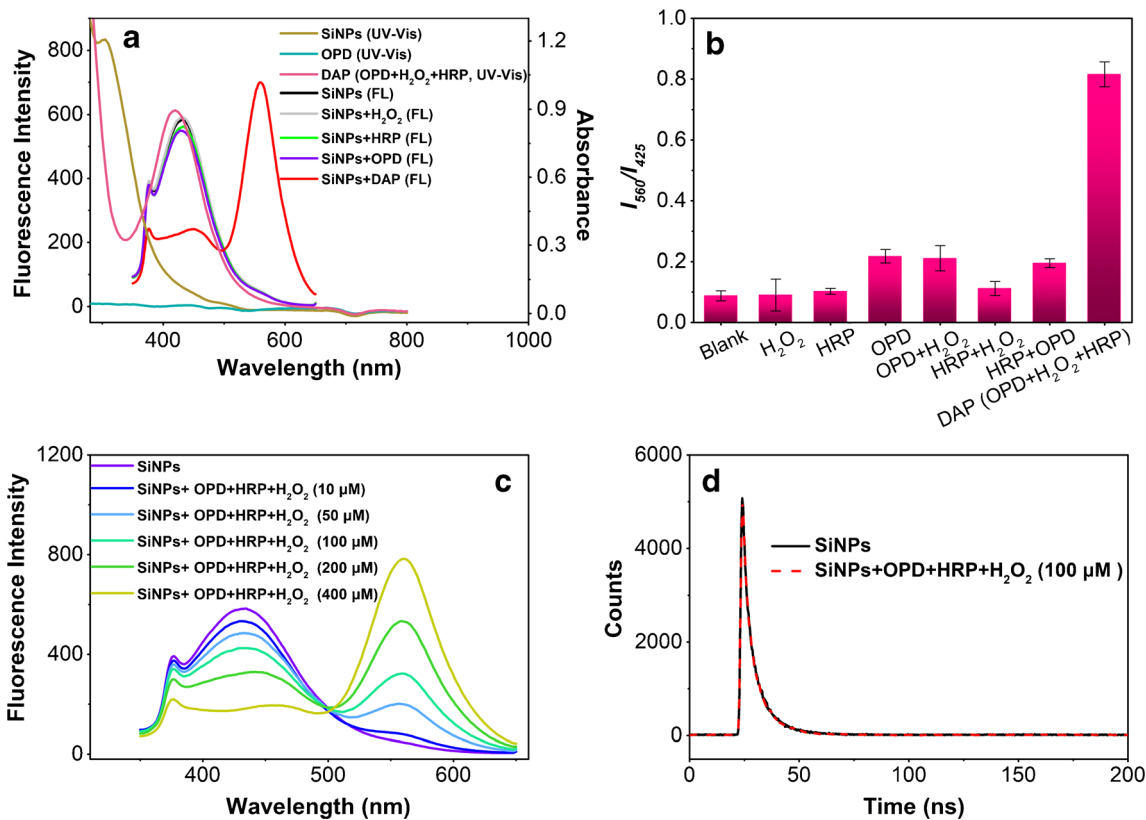 a
SiNPs (UV-Vis)
OPD (UV-Vis)
DAP (OPD+H₂O₂+HRP, UV-Vis)
SiNPs (FL)
SiNPs+H₂O₂ (FL)
SiNPs+HRP (FL)
SiNPs+OPD (FL)
SiNPs+DAP (FL)
Fluorescence Intensity
800
600
400
200
0
Absorbance
1.2
0.9
0.6
0.3
0.0
400 600 800 1000
Wavelength (nm)
b
I₅₆₀/I₄₂₅
1.0
0.8
0.6
0.4
0.2
0.0
Blank
H₂O₂
HRP
OPD
OPD+H₂O₂
HRP+H₂O₂
HRP+OPD
DAP (OPD+H₂O₂+HRP)
c
SiNPs
SiNPs+ OPD+HRP+H₂O₂ (10 µM)
SiNPs+ OPD+HRP+H₂O₂ (50 µM)
SiNPs+ OPD+HRP+H₂O₂ (100 µM)
SiNPs+ OPD+HRP+H₂O₂ (200 µM)
SiNPs+ OPD+HRP+H₂O₂ (400 µM)
Fluorescence Intensity
1200
800
400
0
400 500 600
Wavelength (nm)
d
SiNPs
SiNPs+OPD+HRP+H₂O₂ (100 µM )
Counts
6000
4000
2000
0
0 50 100 150 200
Time (ns)